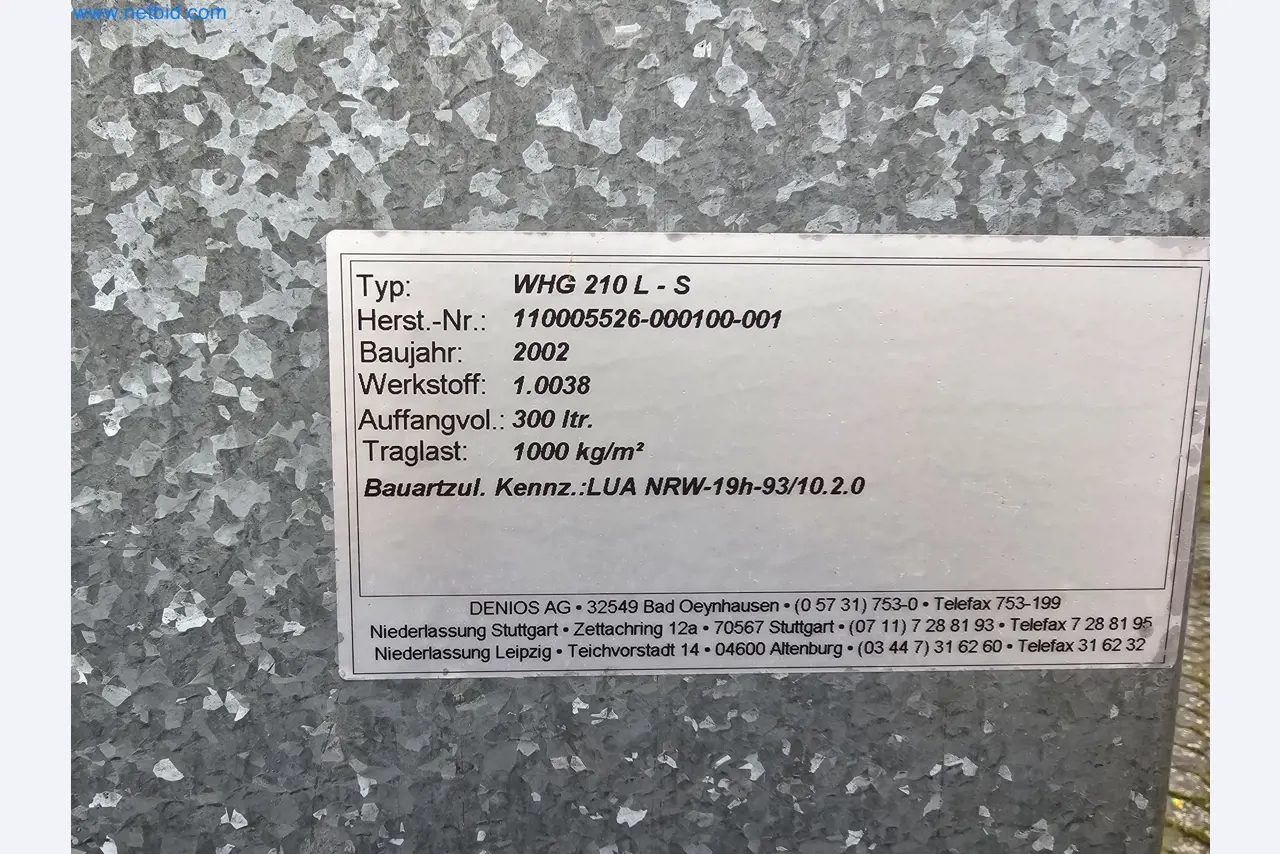 www.netbid.com
Typ: WHG 210 L - S
Herst.-Nr.: 110005526-000100-001
Baujahr: 2002
Werkstoff: 1.0038
Auffangvol.: 300 ltr.
Traglast: 1000 kg/m²
Bauartzul. Kennz.:LUA NRW-19h-93/10.2.0
DENIOS AG • 32549 Bad Oeynhausen • (0 57 31) 753-0 • Telefax 753-199
Niederlassung Stuttgart • Zettachring 12a • 70567 Stuttgart • (07 11) 7 28 81 93 • Telefax 7 28 81 95
Niederlassung Leipzig • Teichvorstadt 14 • 04600 Altenburg • (03 44 7) 31 62 60 • Telefax 31 62 32